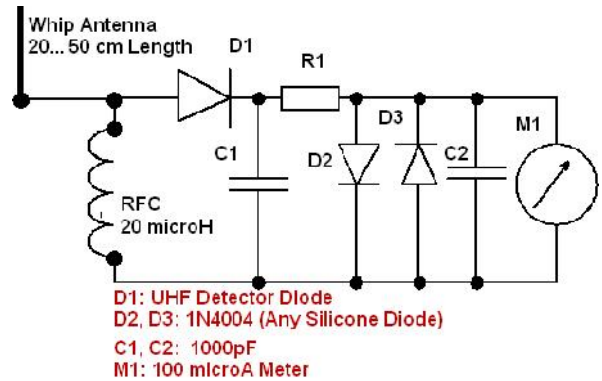 Whip Antenna
20... 50 cm Length
D1
R1
D3
M1
C1
D2
C2
RFC
20 microH
D1: UHF Detector Diode
D2, D3: 1N4004 (Any Silicone Diode)
C1, C2: 1000pF
M1: 100 microA Meter